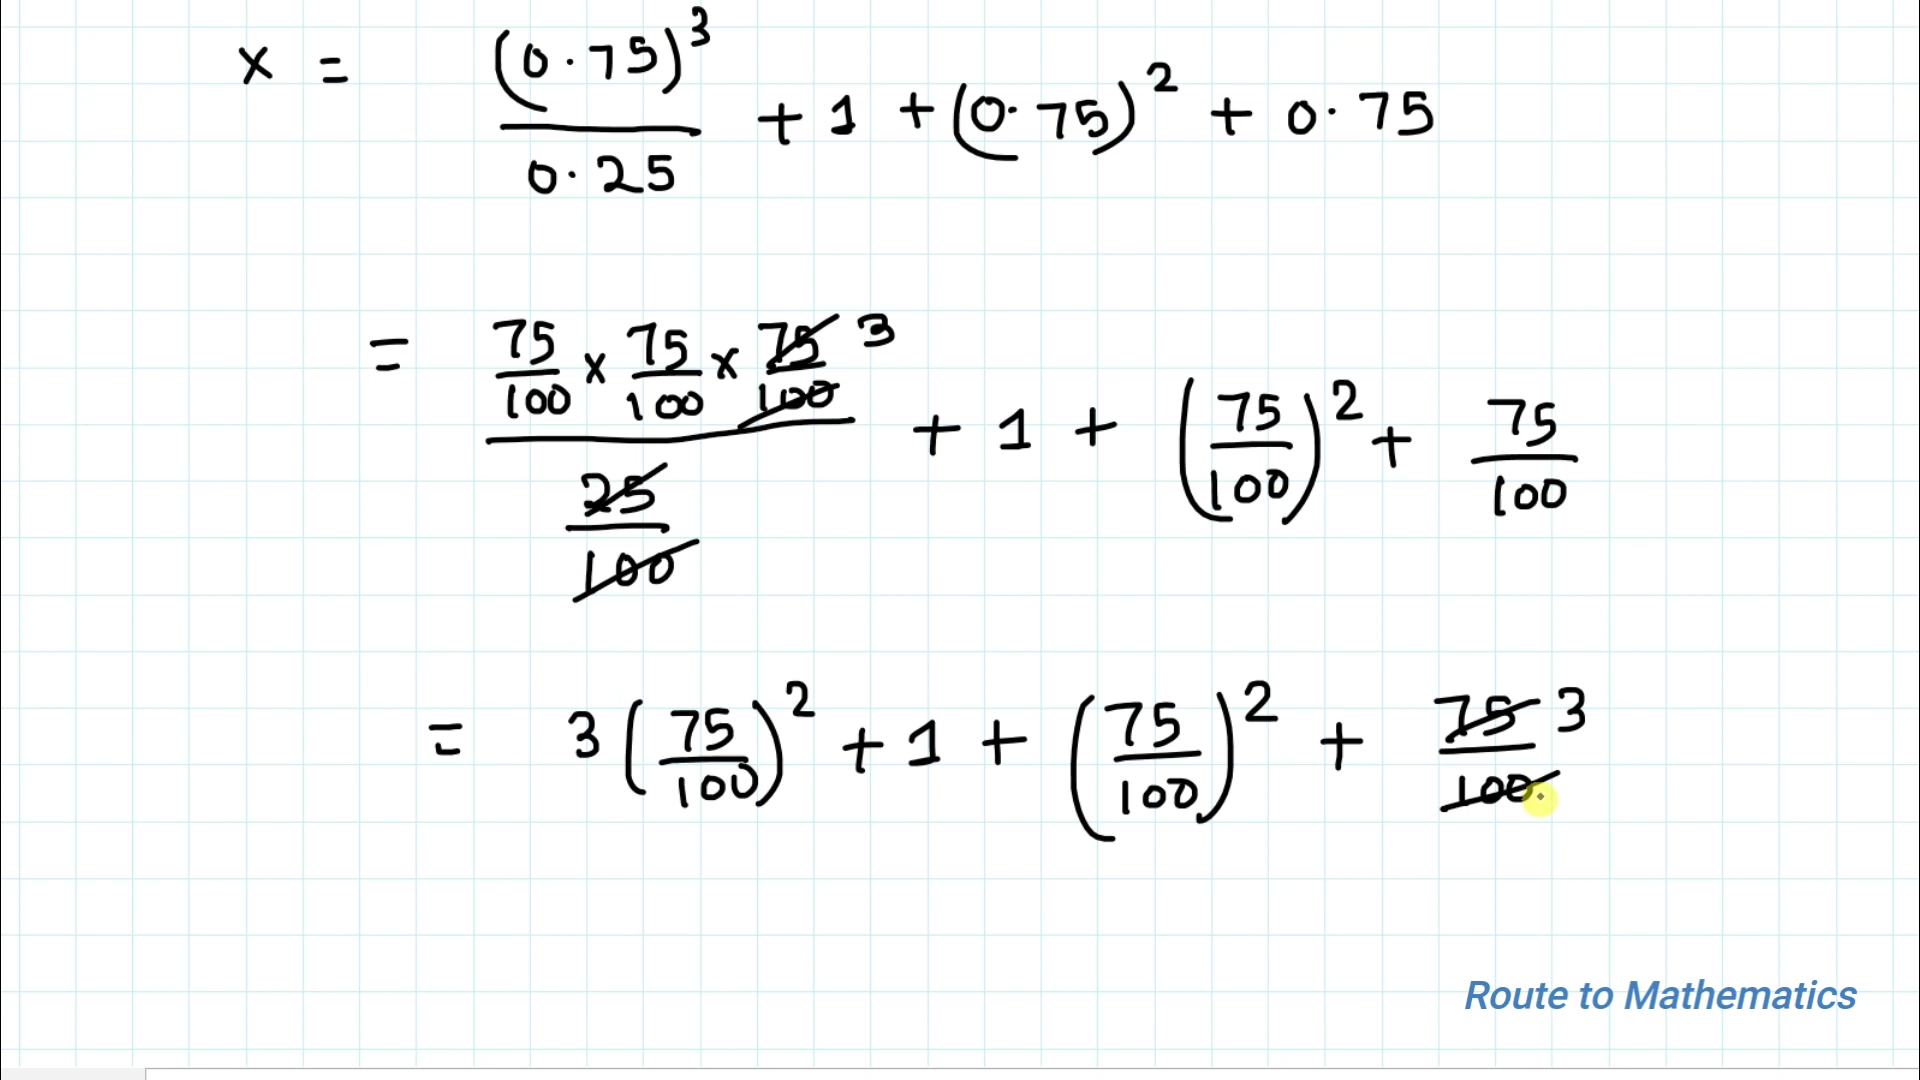 x = (0.75)³/0.25 + 1 + (0.75)² + 0.75
= (75/100 x 75/100 x 75/100 3)/(25/100) + 1 + (75/100)² + 75/100
= 3 (75/100)² + 1 + (75/100)² + 75/100 3
Route to Mathematics